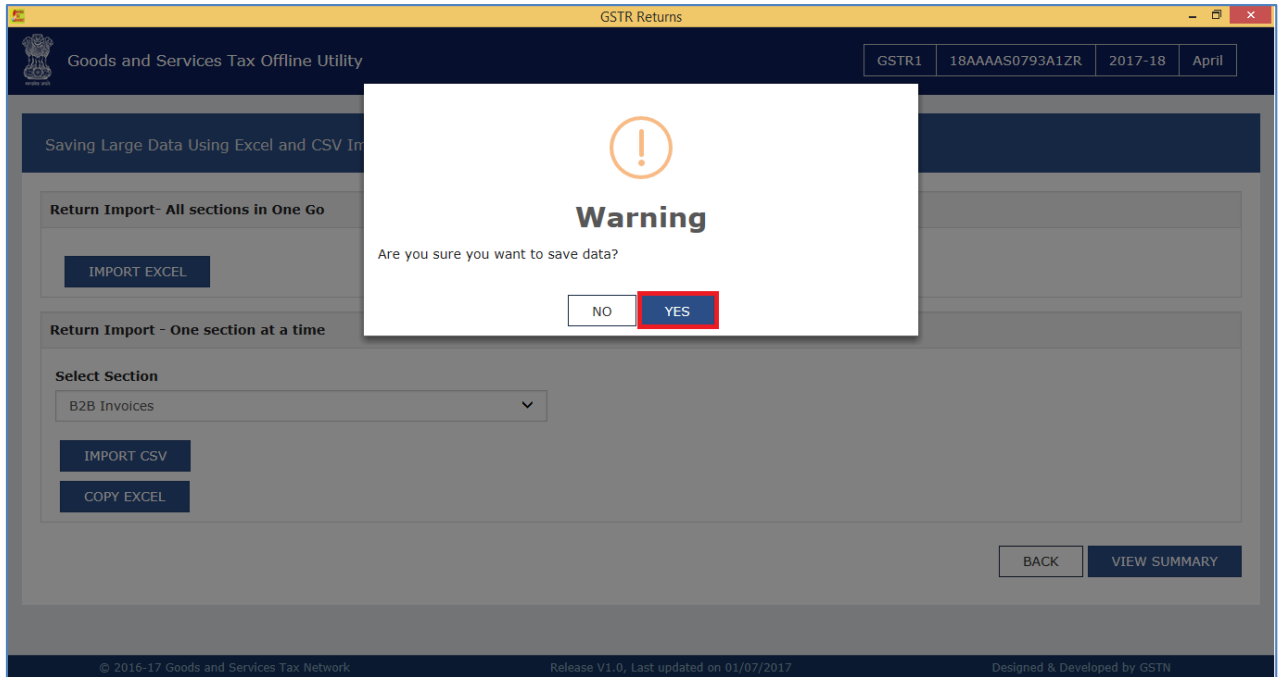 GSTR Returns
Goods and Services Tax Offline Utility
GSTR1 18AAAAS0793A1ZR 2017-18 April
Saving Large Data Using Excel and CSV Im
Warning
Are you sure you want to save data?
NO YES
Return Import- All sections in One Go
IMPORT EXCEL
Return Import - One section at a time
Select Section
B2B Invoices
IMPORT CSV
COPY EXCEL
BACK VIEW SUMMARY
© 2016-17 Goods and Services Tax Network Release V1.0, Last updated on 01/07/2017 Designed & Developed by GSTN